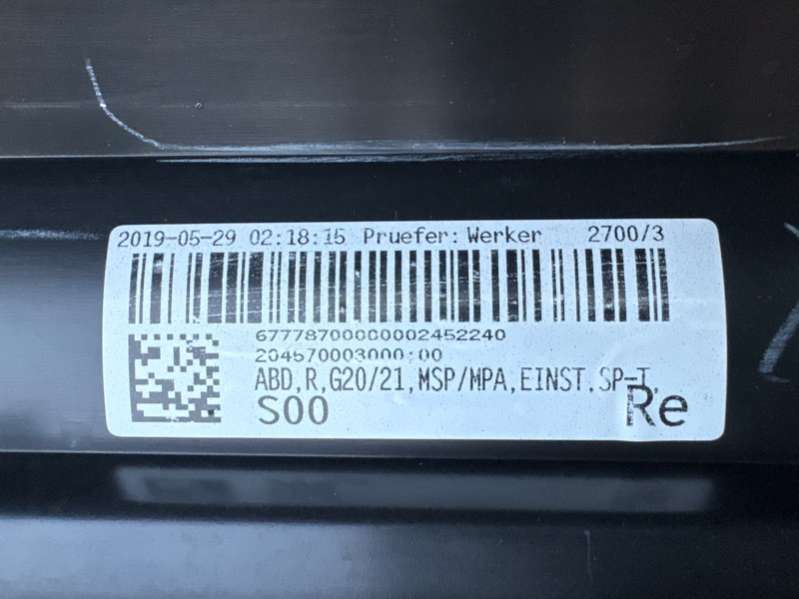 2019-05-29 02:18:15 Pruefer: Werker 2700/3
67778700000002452240
204570003000:00
ABD,R,G20/21,MSP/MPA,EINST,SP-T,
S00 Re